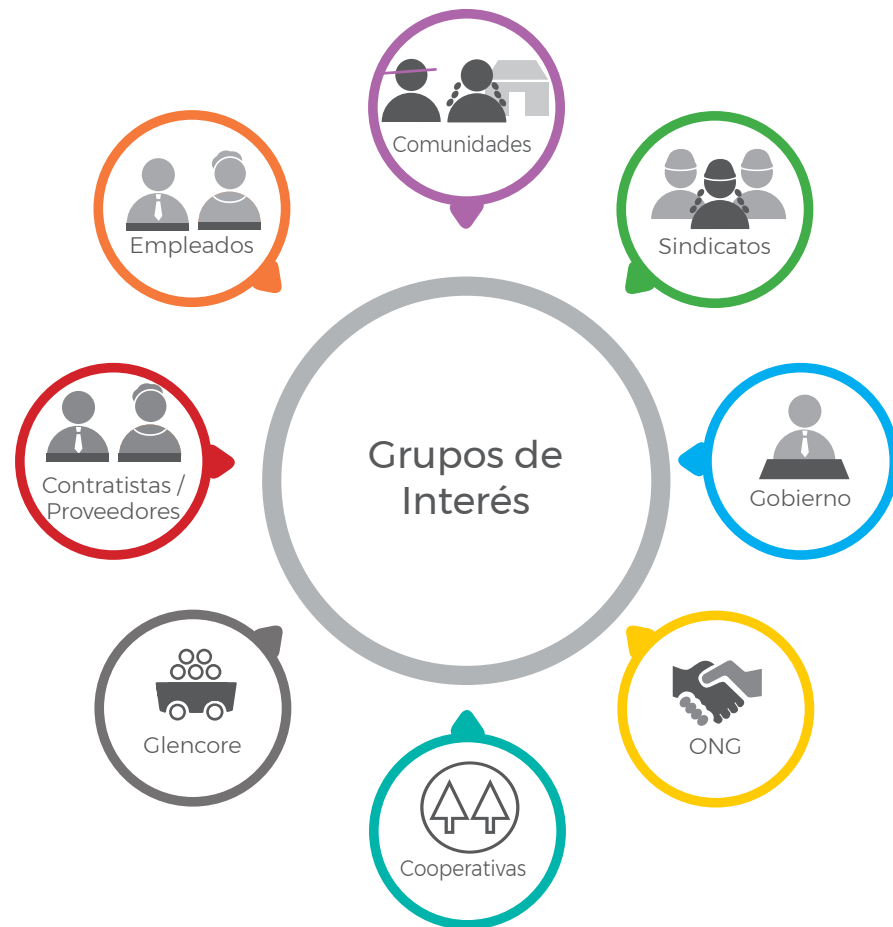 Comunidades
Empleados
Sindicatos
Grupos de
Interés
Contratistas /
Proveedores
Gobierno
Glencore
ONG
Cooperativas